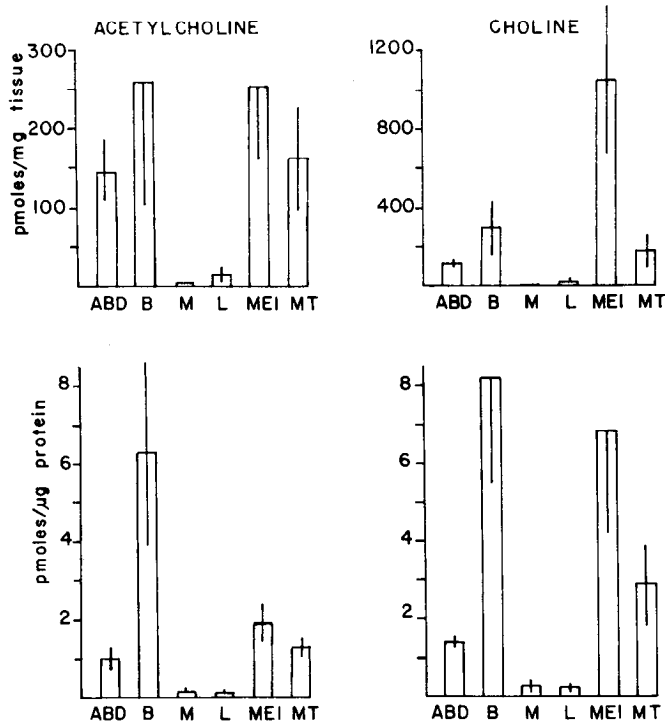 ACETYLCHOLINE
CHOLINE
pmoles/mg tissue
300
200
100
1200
800
400
ABD B M L MEI MT
ABD B M L MEI MT
pmoles/µg protein
8
6
4
2
8
6
4
2
ABD B M L MEI MT
ABD B M L MEI MT